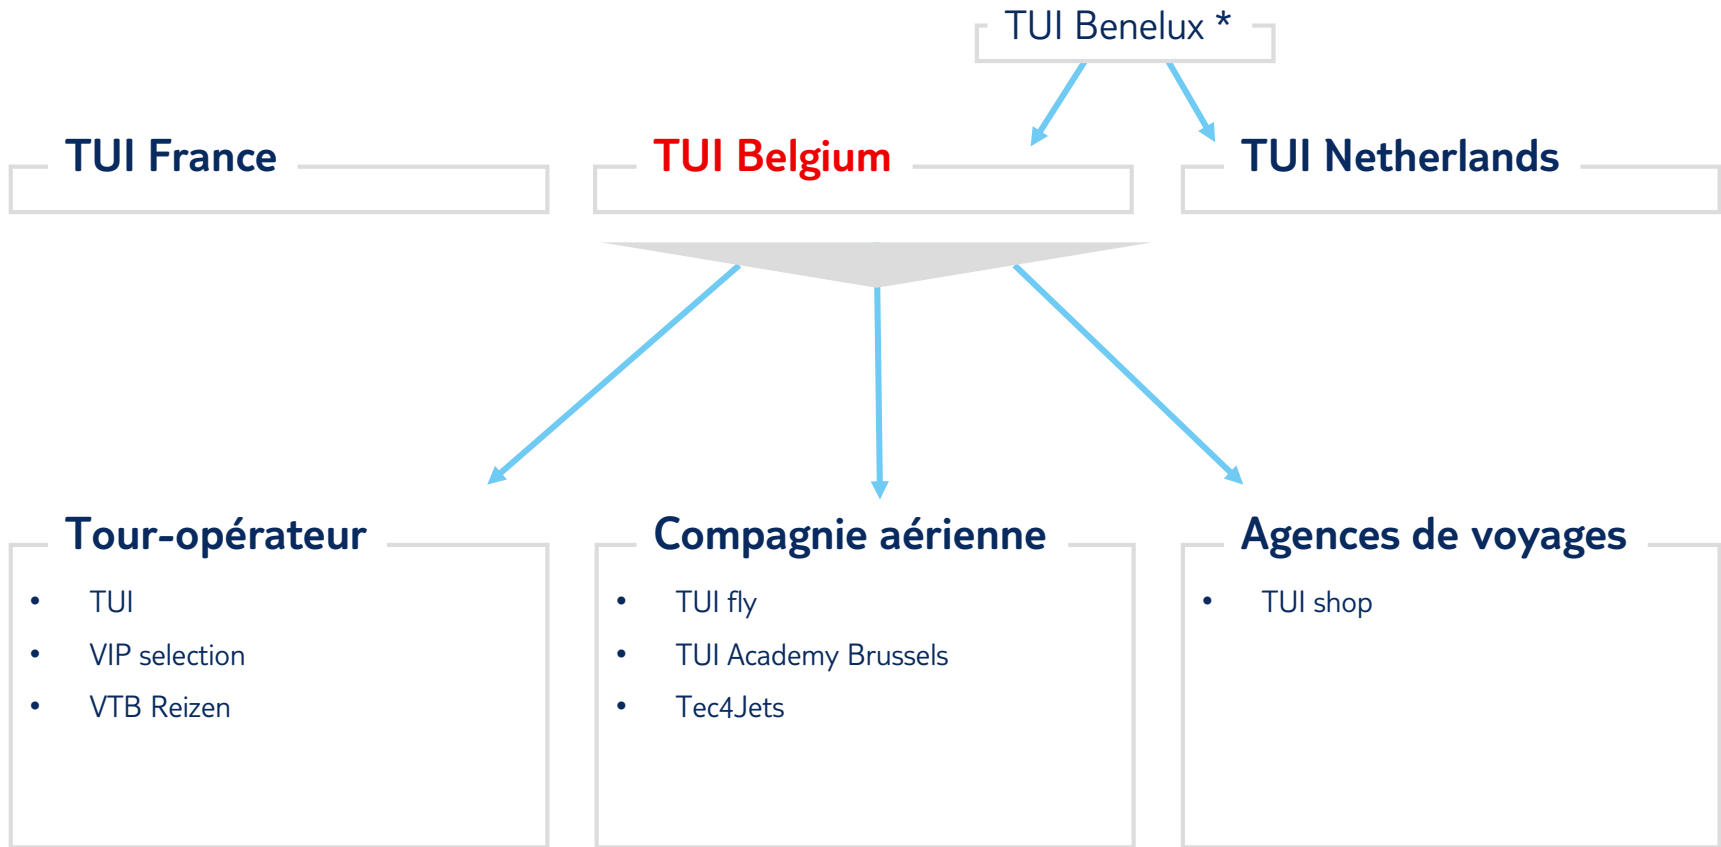 TUI Benelux *
TUI France
TUI Belgium
TUI Netherlands
Tour-opérateur
• TUI
• VIP selection
• VTB Reizen
Compagnie aérienne
• TUI fly
• TUI Academy Brussels
• Tec4Jets
Agences de voyages
• TUI shop